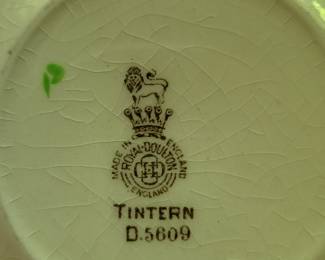 MADE IN ENGLAND
ROYAL·DOULTON
ENGLAND
TINTERN
D.5609